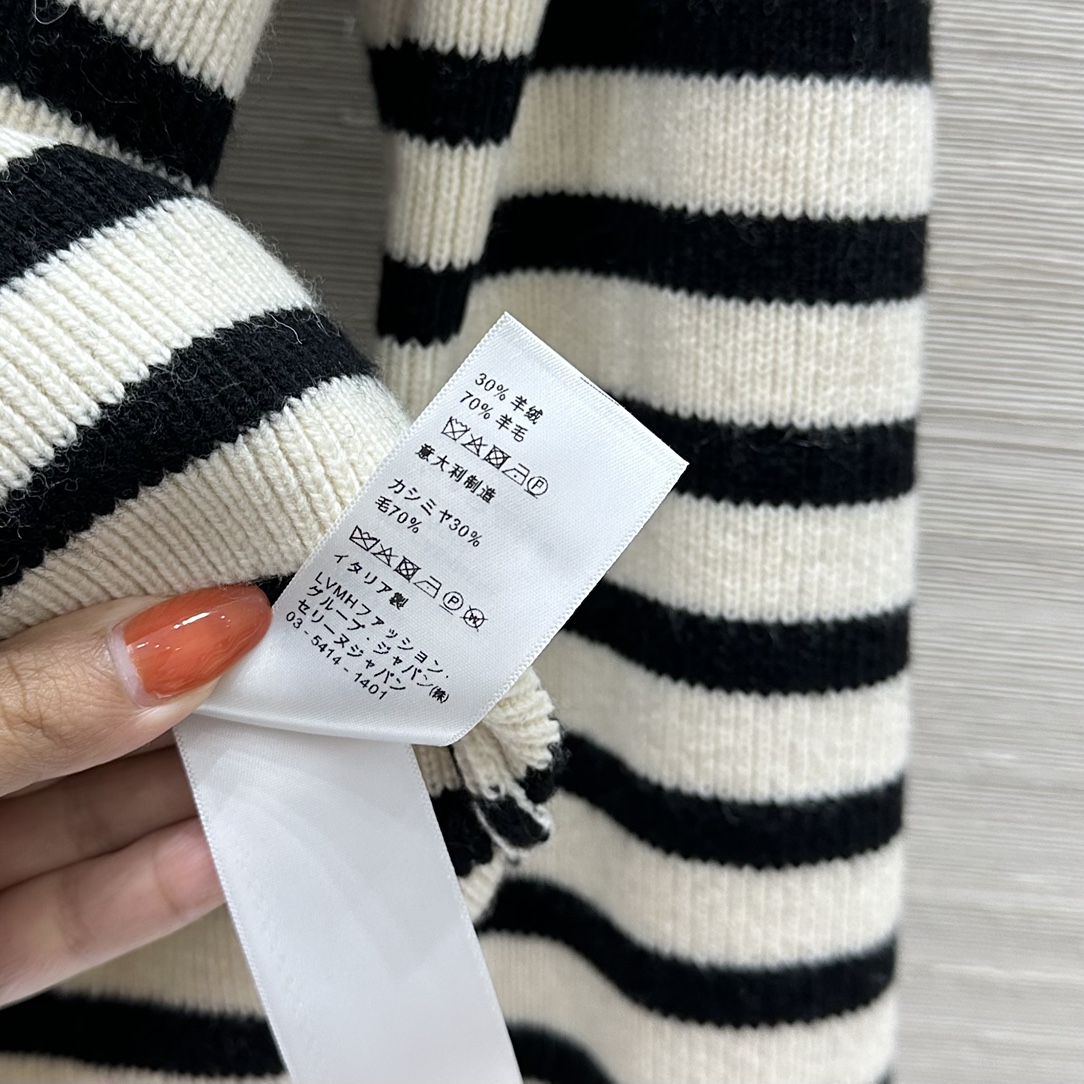 30% 羊绒
70% 羊毛
意大利制造
カシミヤ30%
毛70%
イタリア製
LVMHファッション・
グループ・ジャパン(株)
セリーヌジャパン
03-5414-1401